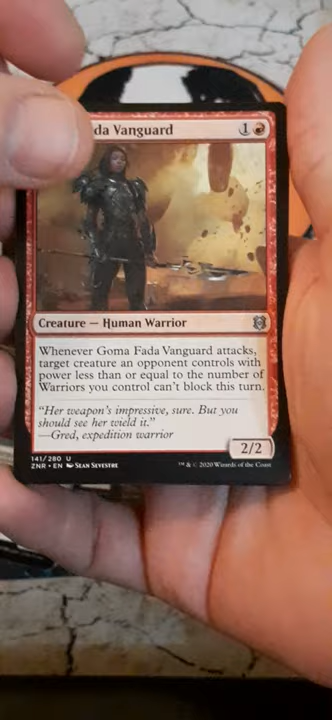 da Vanguard 1
Creature — Human Warrior
Whenever Goma Fada Vanguard attacks,
target creature an opponent controls with
power less than or equal to the number of
Warriors you control can't block this turn.
"Her weapon's impressive, sure. But you
should see her wield it."
—Gred, expedition warrior
2/2
141/280 U
ZNR • EN Sean Sevestre
™ & © 2020 Wizards of the Coast